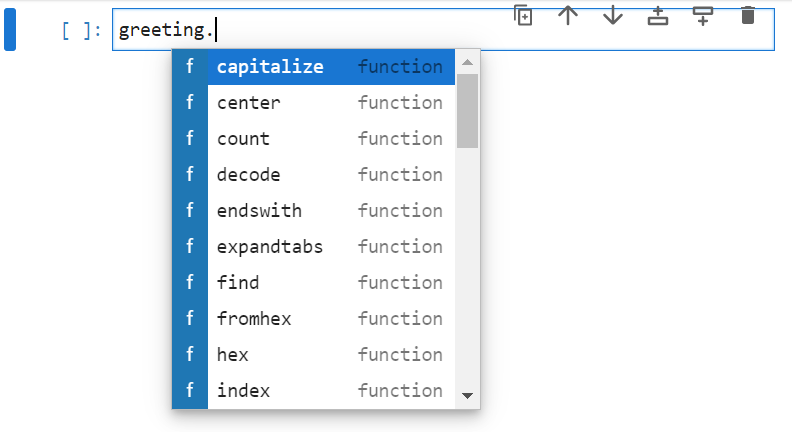 [ ]: greeting.
f capitalize function
f center function
f count function
f decode function
f endswith function
f expandtabs function
f find function
f fromhex function
f hex function
f index function